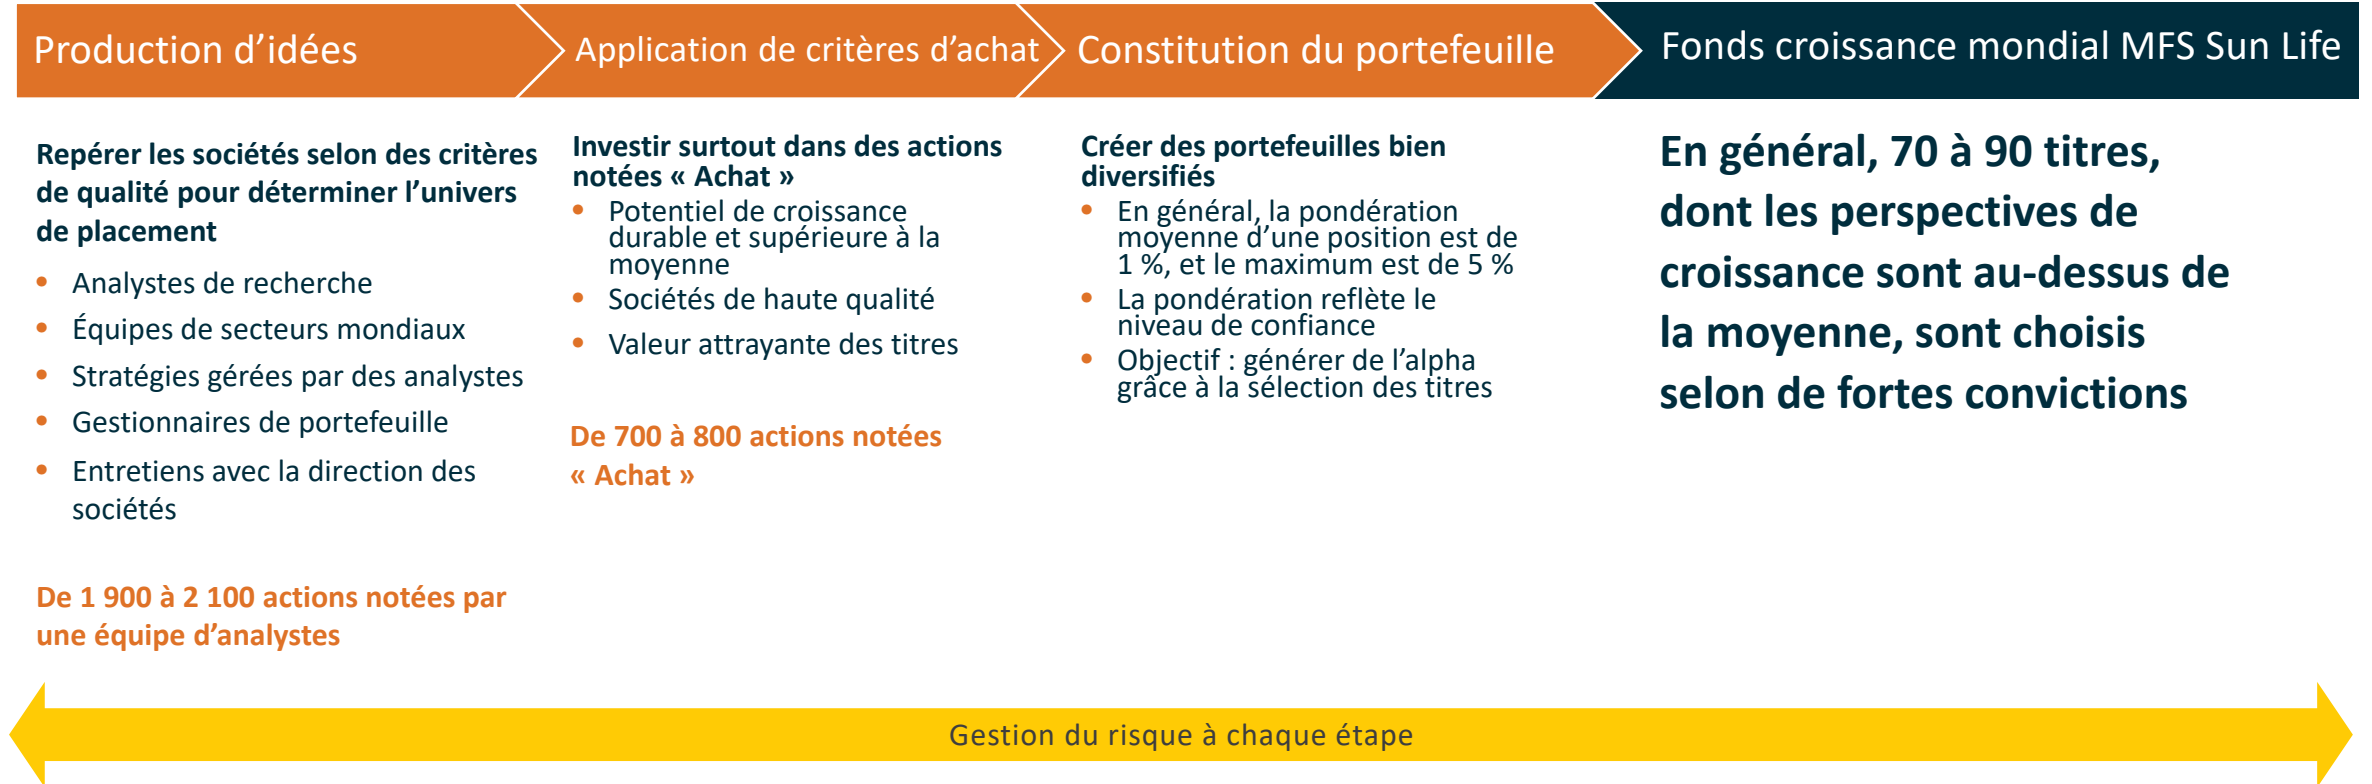 Production d’idées
Application de critères d’achat
Constitution du portefeuille
Fonds croissance mondial MFS Sun Life
Repérer les sociétés selon des critères
de qualité pour déterminer l’univers
de placement
• Analystes de recherche
• Équipes de secteurs mondiaux
• Stratégies gérées par des analystes
• Gestionnaires de portefeuille
• Entretiens avec la direction des
sociétés
De 1 900 à 2 100 actions notées par
une équipe d’analystes
Investir surtout dans des actions
notées « Achat »
• Potentiel de croissance
durable et supérieure à la
moyenne
• Sociétés de haute qualité
• Valeur attrayante des titres
De 700 à 800 actions notées
« Achat »
Créer des portefeuilles bien
diversifiés
• En général, la pondération
moyenne d’une position est de
1 %, et le maximum est de 5 %
• La pondération reflète le
niveau de confiance
• Objectif : générer de l’alpha
grâce à la sélection des titres
En général, 70 à 90 titres,
dont les perspectives de
croissance sont au-dessus de
la moyenne, sont choisis
selon de fortes convictions
Gestion du risque à chaque étape